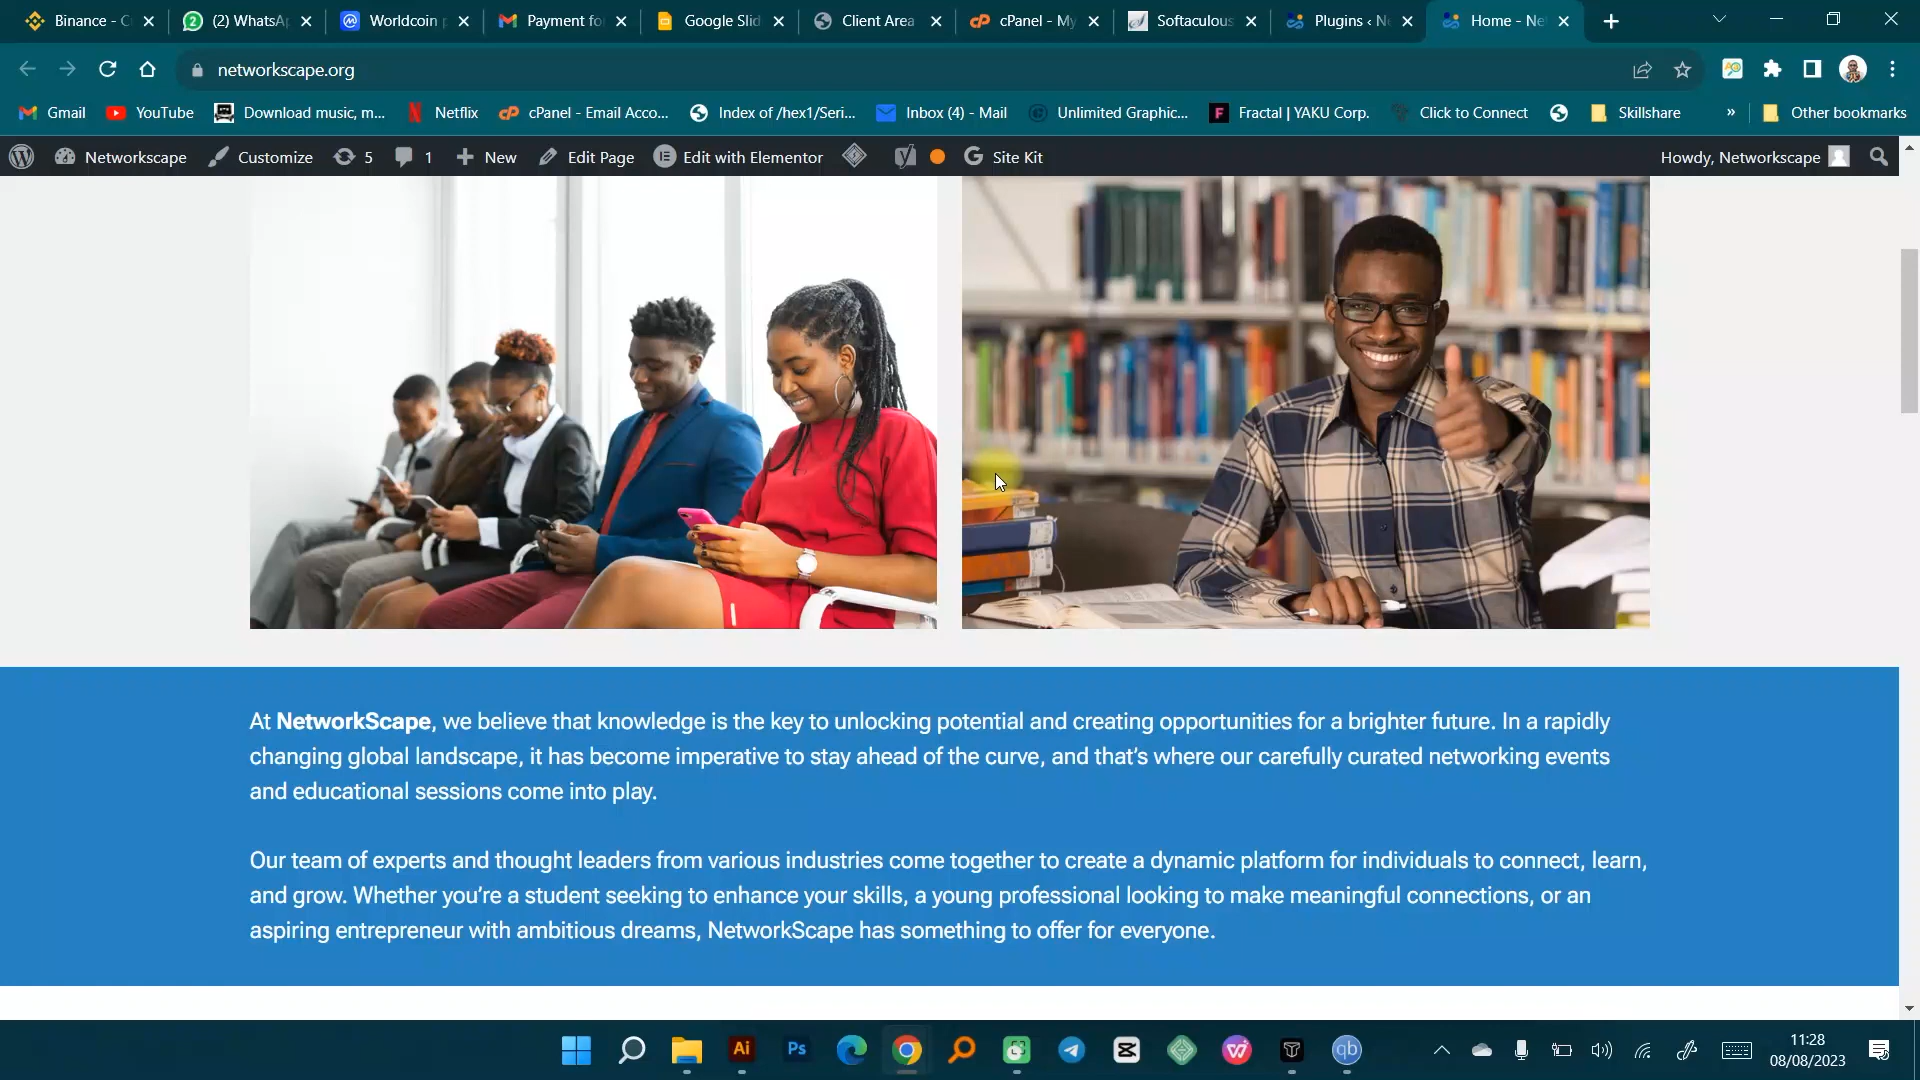 Binance - C
(2) WhatsA
Worldcoin p
Payment fo
Google Slid
Client Area
cPanel - My
Softaculous
Plugins ‹ Ne
Home - Net
networkscape.org
Gmail
YouTube
Download music, m...
Netflix
cPanel - Email Acco...
Index of /hex1/Seri...
Inbox (4) - Mail
Unlimited Graphic...
Fractal | YAKU Corp.
Click to Connect
Skillshare
»
Other bookmarks
Networkscape
Customize
5
1
New
Edit Page
Edit with Elementor
Site Kit
Howdy, Networkscape
At NetworkScape, we believe that knowledge is the key to unlocking potential and creating opportunities for a brighter future. In a rapidly
changing global landscape, it has become imperative to stay ahead of the curve, and that’s where our carefully curated networking events
and educational sessions come into play.
Our team of experts and thought leaders from various industries come together to create a dynamic platform for individuals to connect, learn,
and grow. Whether you’re a student seeking to enhance your skills, a young professional looking to make meaningful connections, or an
aspiring entrepreneur with ambitious dreams, NetworkScape has something to offer for everyone.
Ai
Ps
qb
11:28
08/08/2023